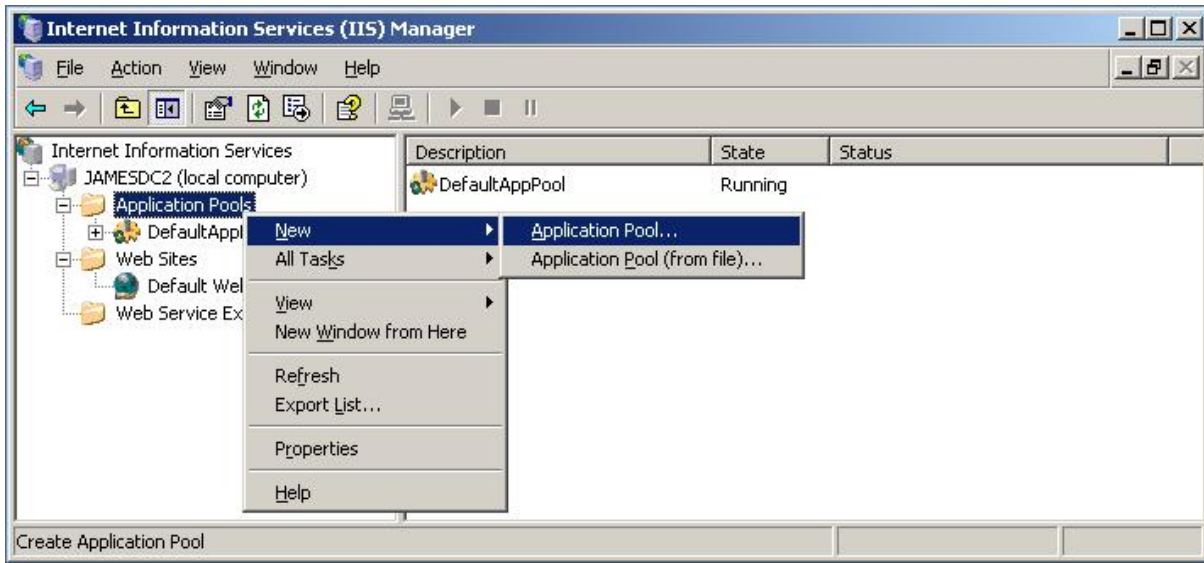 Internet Information Services (IIS) Manager
File Action View Window Help
Internet Information Services
JAMESDC2 (local computer)
Application Pools
DefaultAppl
Web Sites
Default Wel
Web Service Ex
Description State Status
DefaultAppPool Running
New
All Tasks
View
New Window from Here
Refresh
Export List...
Properties
Help
Application Pool...
Application Pool (from file)...
Create Application Pool